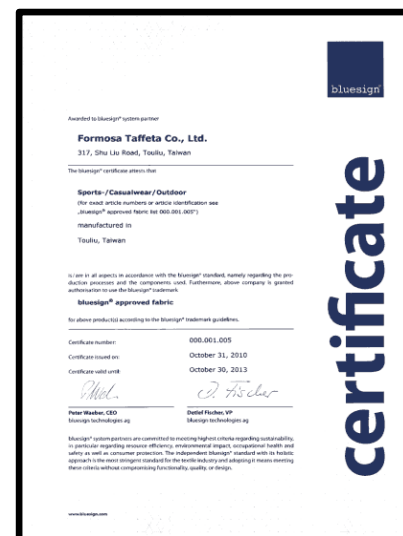 bluesign®
Awarded to bluesign® system partner
Formosa Taffeta Co., Ltd.
317, Shu Liu Road, Touliu, Taiwan
The bluesign® certificate attests that
Sports-/Casualwear/Outdoor
(for exact article numbers or article identification see
„bluesign® approved fabric list 000.001.005")
manufactured in
Touliu, Taiwan
is / are in all aspects in accordance with the bluesign® standard, namely regarding the pro-
duction processes and the components used. Furthermore, above company is granted
authorisation to use the bluesign® trademark
bluesign® approved fabric
for above product(s) according to the bluesign® trademark guidelines.
Certificate number: 000.001.005
Certificate issued on: October 31, 2010
Certificate valid until: October 30, 2013
D. Fischer
Peter Waeber, CEO Detlef Fischer, VP
bluesign technologies ag bluesign technologies ag
bluesign® system partners are committed to meeting highest criteria regarding sustainability,
in particular regarding resource efficiency, environmental impact, occupational health and
safety as well as consumer protection. The independent bluesign® standard with its holistic
approach is the most stringent standard for the textile industry and adopting it means meeting
these criteria without compromising functionality, quality, or design.
www.bluesign.com
certificate